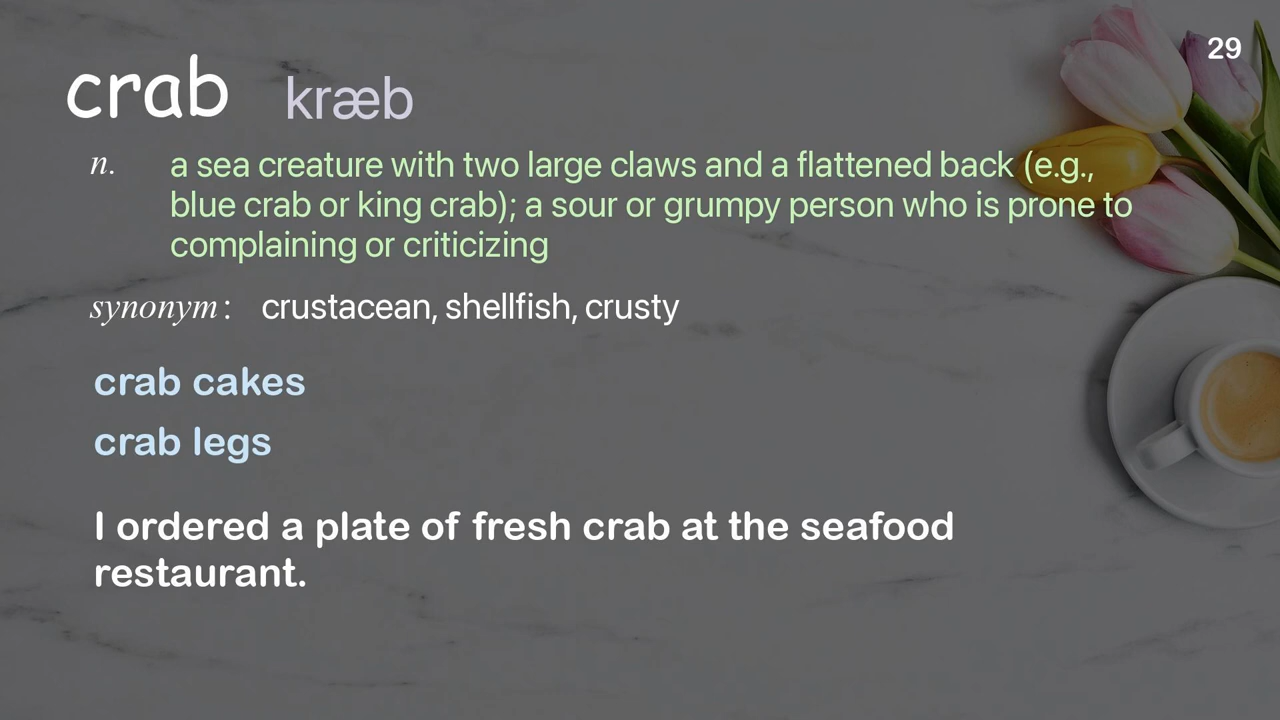 29
crab kræb
n. a sea creature with two large claws and a flattened back (e.g.,
blue crab or king crab); a sour or grumpy person who is prone to
complaining or criticizing
synonym: crustacean, shellfish, crusty
crab cakes
crab legs
I ordered a plate of fresh crab at the seafood
restaurant.